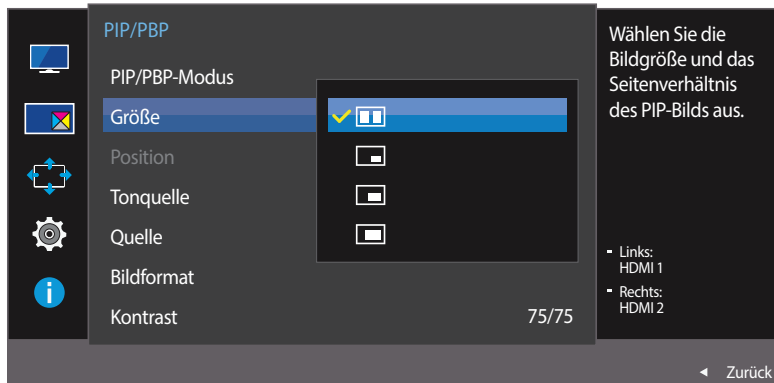 PIP/PBP
PIP/PBP-Modus
Größe
Position
Tonquelle
Quelle
Bildformat
Kontrast 75/75
Wählen Sie die
Bildgröße und das
Seitenverhältnis
des PIP-Bilds aus.
- Links:
HDMI 1
- Rechts:
HDMI 2
Zurück